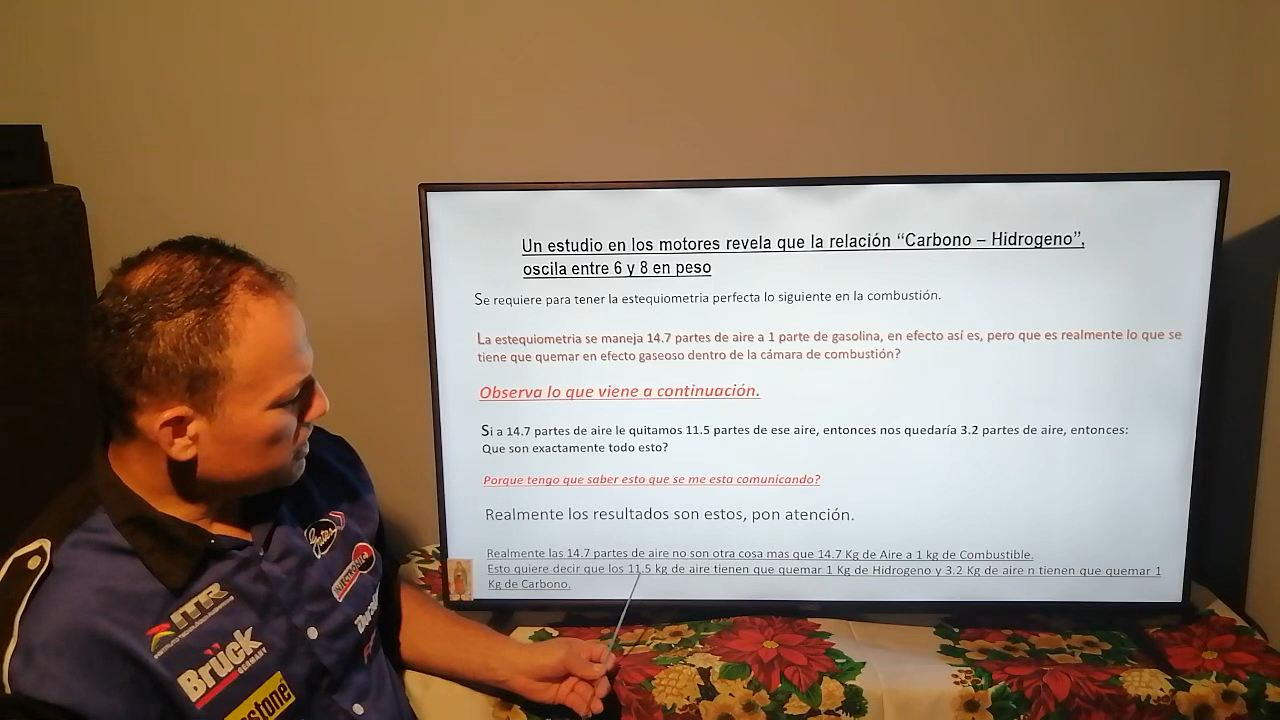 Un estudio en los motores revela que la relación “Carbono – Hidrogeno”,
oscila entre 6 y 8 en peso
Se requiere para tener la estequiometria perfecta lo siguiente en la combustión.
La estequiometria se maneja 14.7 partes de aire a 1 parte de gasolina, en efecto así es, pero que es realmente lo que se
tiene que quemar en efecto gaseoso dentro de la cámara de combustión?
Observa lo que viene a continuación.
Si a 14.7 partes de aire le quitamos 11.5 partes de ese aire, entonces nos quedaría 3.2 partes de aire, entonces:
Que son exactamente todo esto?
Porque tengo que saber esto que se me esta comunicando?
Realmente los resultados son estos, pon atención.
Realmente las 14.7 partes de aire no son otra cosa mas que 14.7 Kg de Aire a 1 kg de Combustible.
Esto quiere decir que los 11.5 kg de aire tienen que quemar 1 Kg de Hidrogeno y 3.2 Kg de aire n tienen que quemar 1
Kg de Carbono.
Gates
ITR
Brück
GERMANY
stone